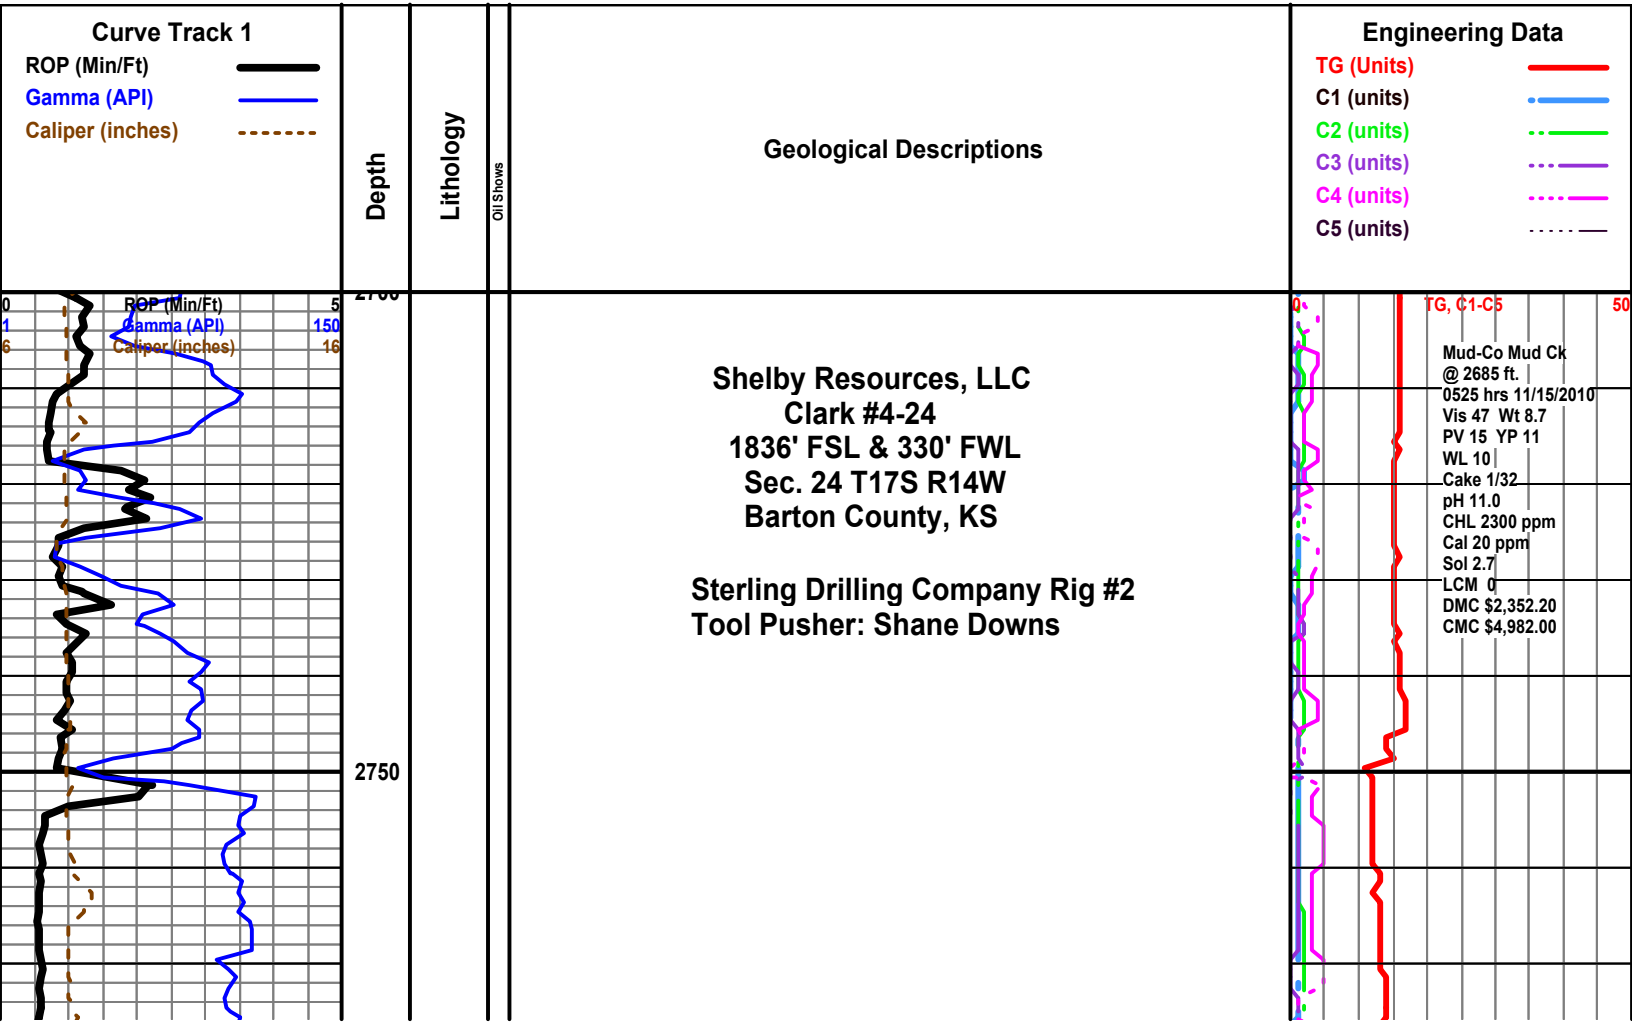 Curve Track 1
ROP (Min/Ft)
Gamma (API)
Caliper (inches)
Depth
Lithology
Oil Shows
Geological Descriptions
Engineering Data
TG (Units)
C1 (units)
C2 (units)
C3 (units)
C4 (units)
C5 (units)
0 ROP (Min/Ft) 5
1 Gamma (API) 150
6 Caliper (inches) 16
2700
0 TG, C1-C5 50
Shelby Resources, LLC
Clark #4-24
1836' FSL & 330' FWL
Sec. 24 T17S R14W
Barton County, KS
Sterling Drilling Company Rig #2
Tool Pusher: Shane Downs
Mud-Co Mud Ck
@ 2685 ft.
0525 hrs 11/15/2010
Vis 47 Wt 8.7
PV 15 YP 11
WL 10
Cake 1/32
pH 11.0
CHL 2300 ppm
Cal 20 ppm
Sol 2.7
LCM 0
DMC $2,352.20
CMC $4,982.00
2750